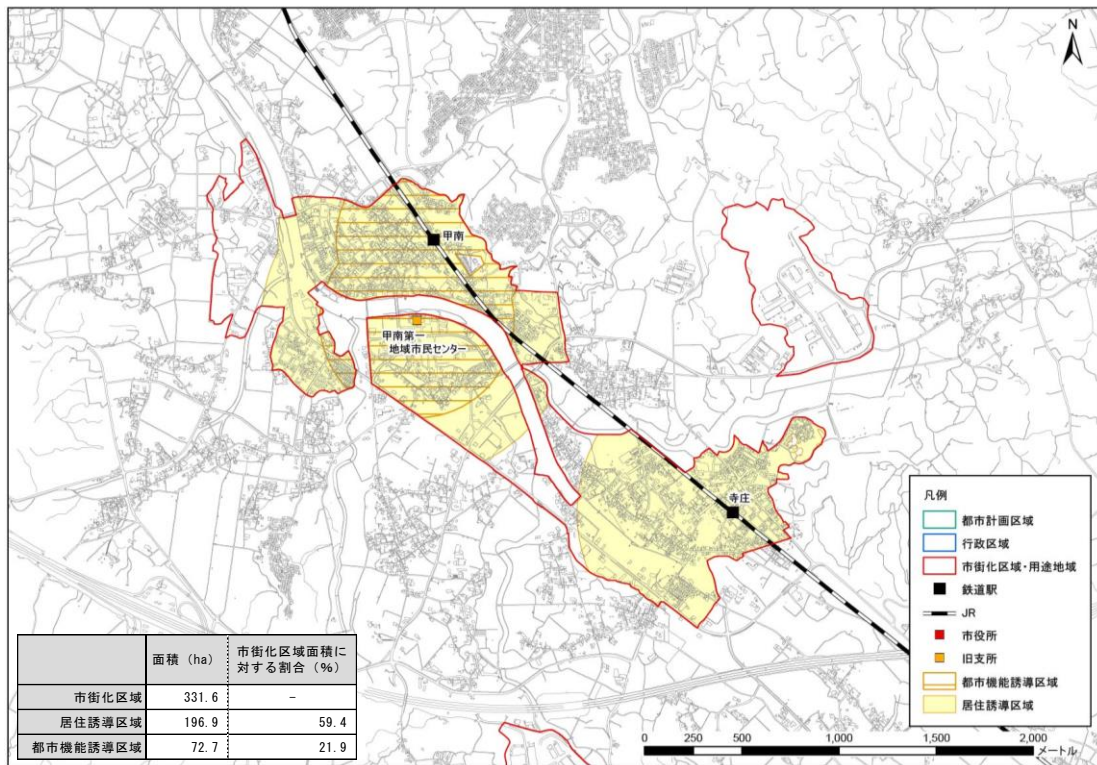 N
甲南
甲南第一
地域市民センター
寺庄
凡例
都市計画区域
行政区域
市街化区域・用途地域
鉄道駅
JR
市役所
旧支所
都市機能誘導区域
居住誘導区域
面積（ha） 市街化区域面積に
対する割合（%）
市街化区域 331.6 －
居住誘導区域 196.9 59.4
都市機能誘導区域 72.7 21.9
0 250 500 1,000 1,500 2,000 メートル